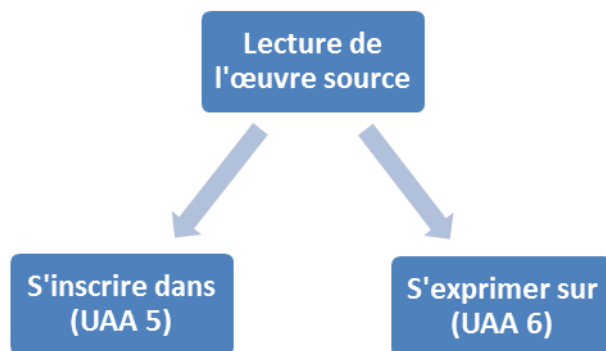 Lecture de
l'œuvre source
S'inscrire dans
(UAA 5)
S'exprimer sur
(UAA 6)